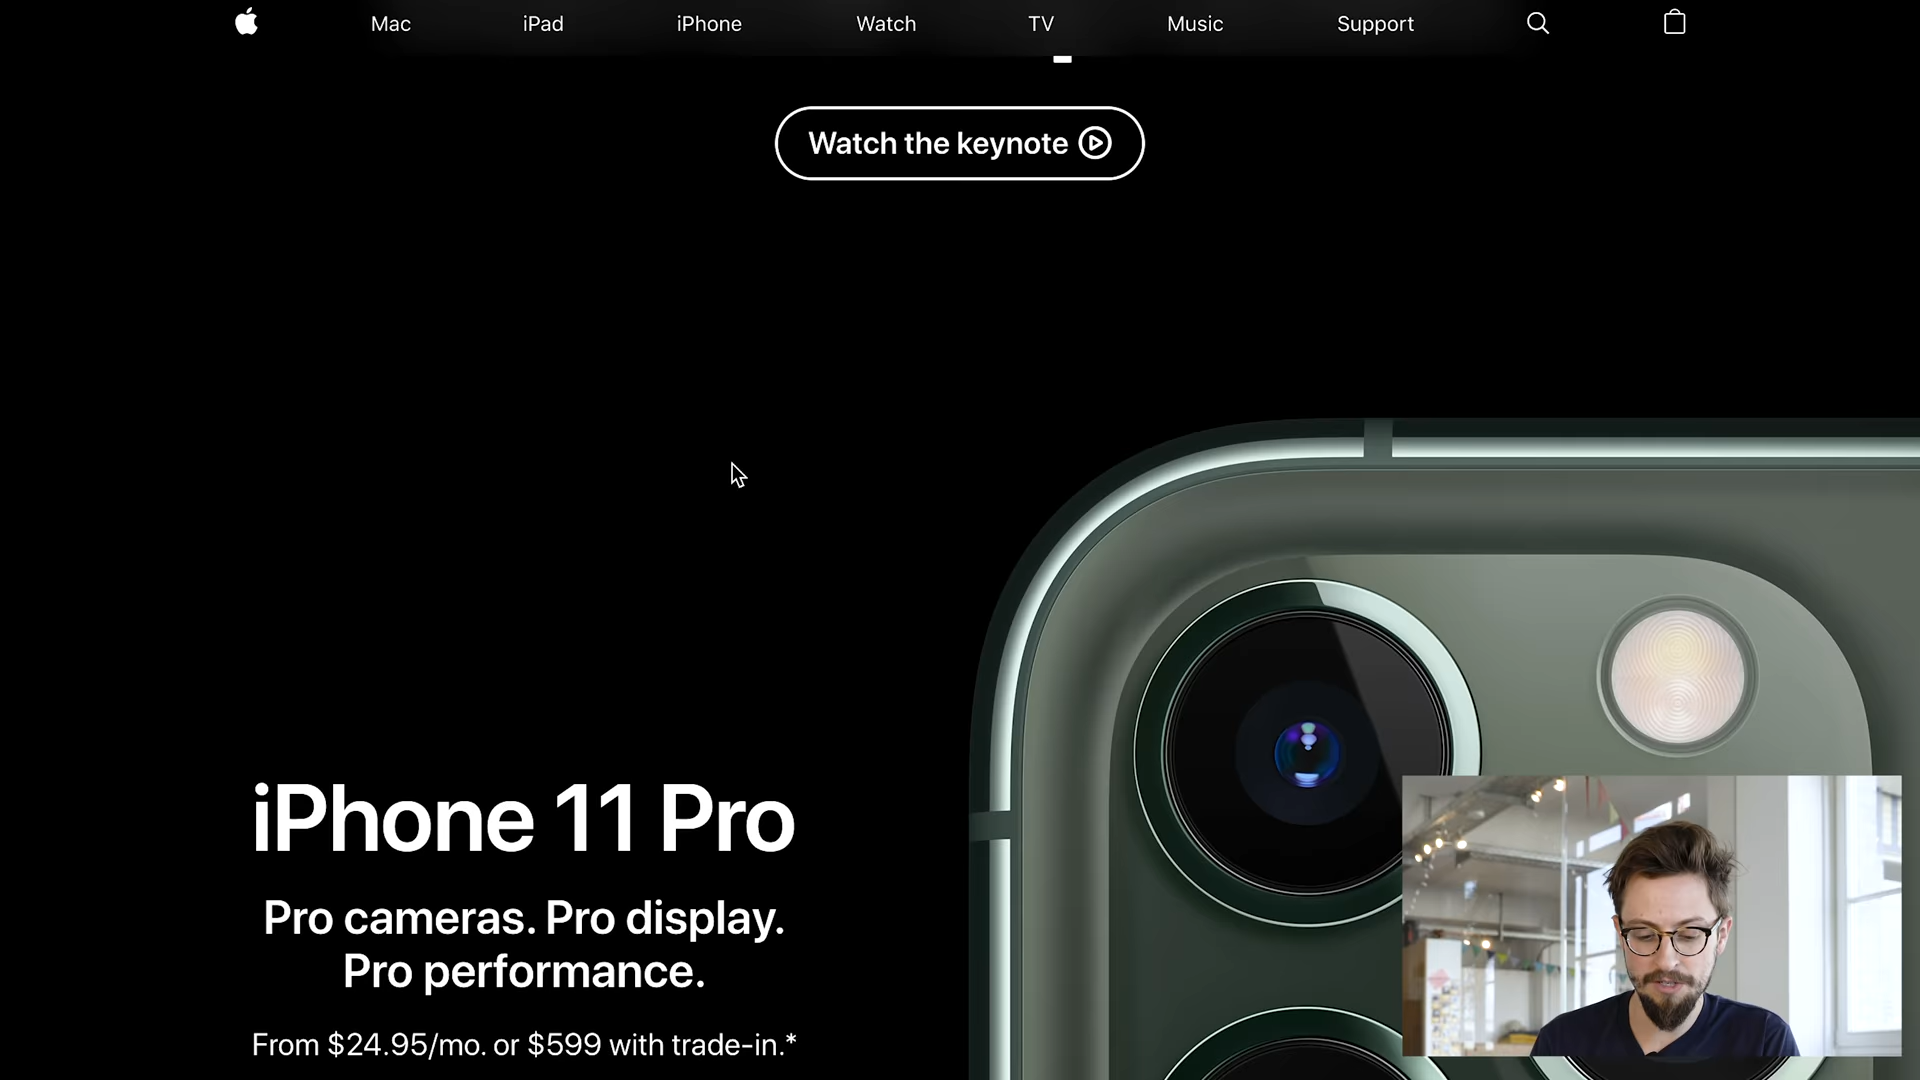 Mac iPad iPhone Watch TV Music Support
Watch the keynote
iPhone 11 Pro
Pro cameras. Pro display.
Pro performance.
From $24.95/mo. or $599 with trade-in.*